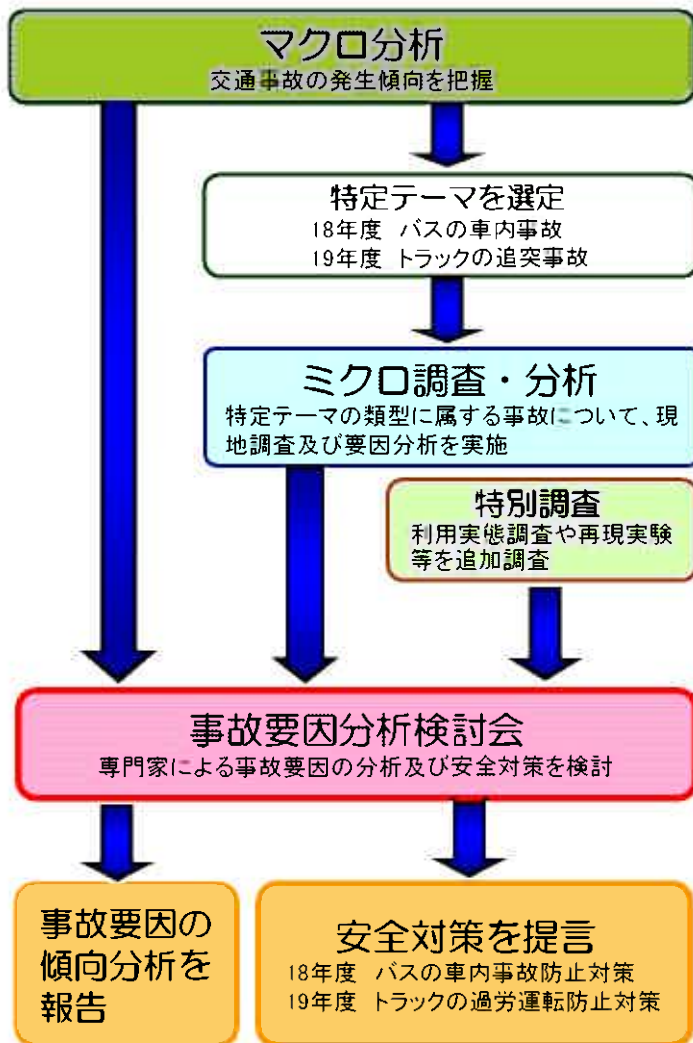 マクロ分析
交通事故の発生傾向を把握
特定テーマを選定
18年度 バスの車内事故
19年度 トラックの追突事故
ミクロ調査・分析
特定テーマの類型に属する事故について、現
地調査及び要因分析を実施
特別調査
利用実態調査や再現実験
等を追加調査
事故要因分析検討会
専門家による事故要因の分析及び安全対策を検討
事故要因の
傾向分析を
報告
安全対策を提言
18年度 バスの車内事故防止対策
19年度 トラックの過労運転防止対策